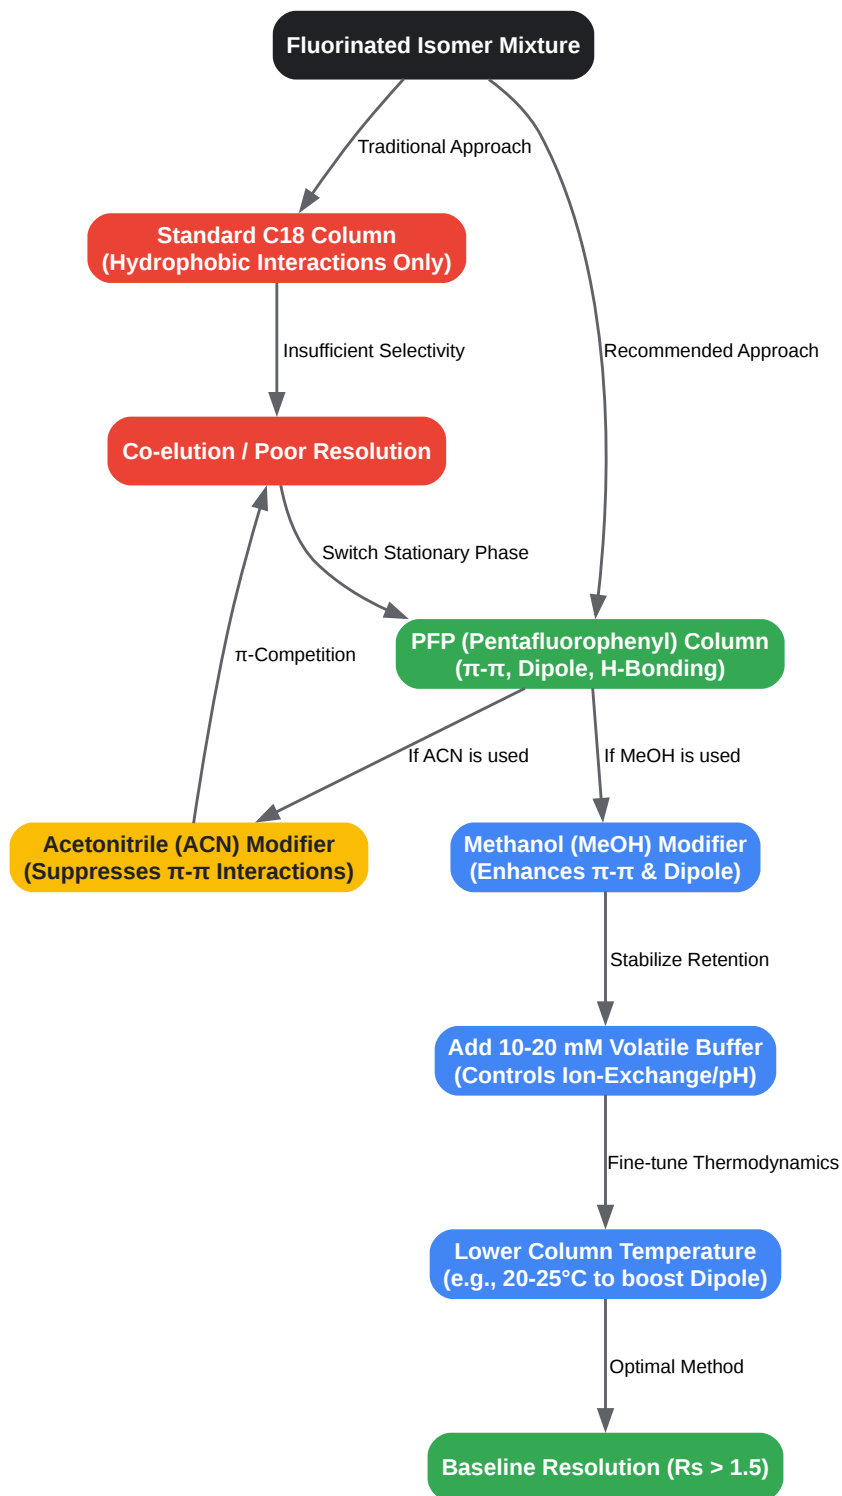 Fluorinated Isomer Mixture
Traditional Approach
Standard C18 Column
(Hydrophobic Interactions Only)
Insufficient Selectivity
Recommended Approach
Co-elution / Poor Resolution
Switch Stationary Phase
PFP (Pentafluorophenyl) Column
(π-π, Dipole, H-Bonding)
π-Competition
If ACN is used
If MeOH is used
Acetonitrile (ACN) Modifier
(Suppresses π-π Interactions)
Methanol (MeOH) Modifier
(Enhances π-π & Dipole)
Stabilize Retention
Add 10-20 mM Volatile Buffer
(Controls Ion-Exchange/pH)
Fine-tune Thermodynamics
Lower Column Temperature
(e.g., 20-25°C to boost Dipole)
Optimal Method
Baseline Resolution (Rs > 1.5)